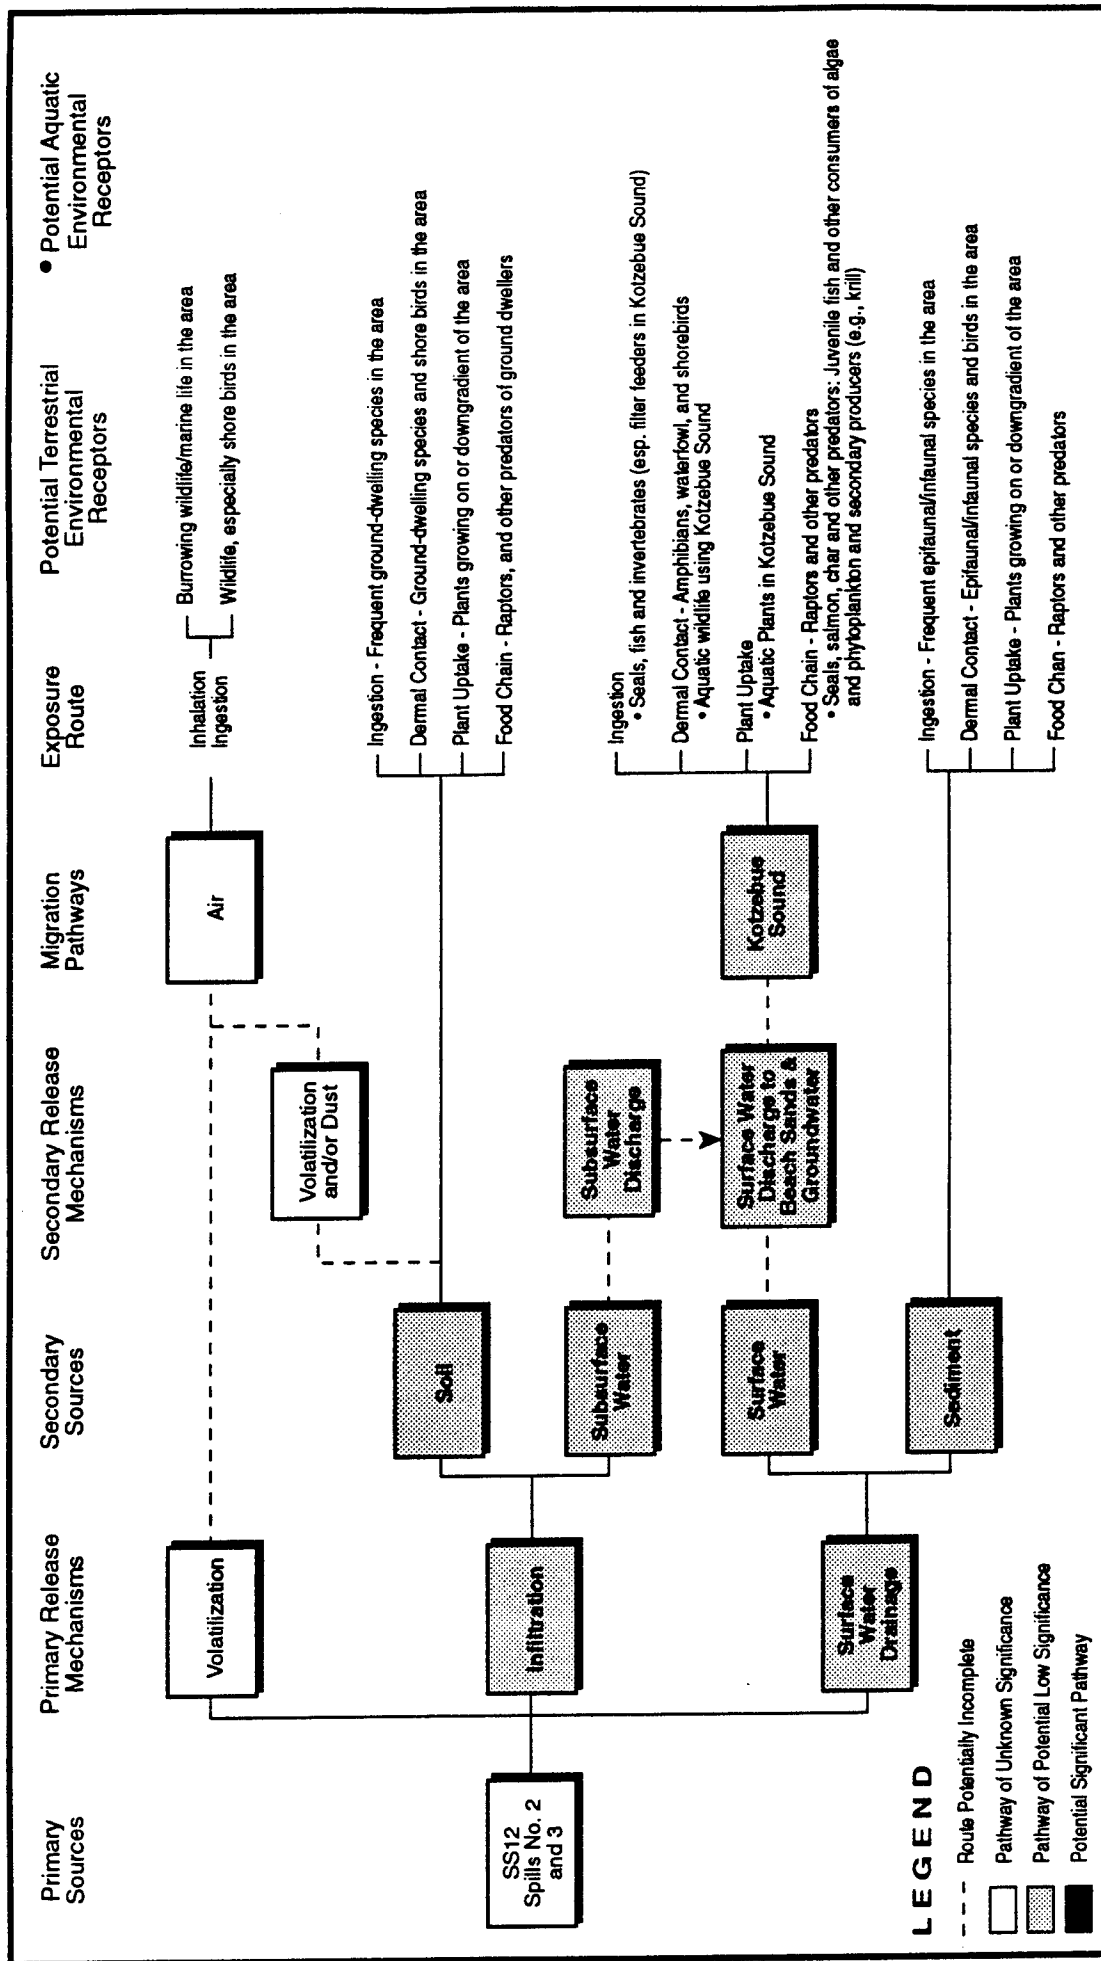 Primary
Sources
Primary Release
Mechanisms
Secondary
Sources
Secondary Release
Mechanisms
Migration
Pathways
Exposure
Route
Potential Terrestrial
Environmental
Receptors
• Potential Aquatic
Environmental
Receptors
SS12
Spills No. 2
and 3
Volatilization
Infiltration
Surface
Water
Drainage
Soil
Subsurface
Water
Surface
Water
Sediment
Volatilization
and/or Dust
Subsurface
Water
Discharge
Surface Water
Discharge to
Beach Sands &
Groundwater
Air
Kotzebue
Sound
Inhalation
Ingestion
Burrowing wildlife/marine life in the area
Wildlife, especially shore birds in the area
Ingestion - Frequent ground-dwelling species in the area
Dermal Contact - Ground-dwelling species and shore birds in the area
Plant Uptake - Plants growing on or downgradient of the area
Food Chain - Raptors, and other predators of ground dwellers
Ingestion
• Seals, fish and invertebrates (esp. filter feeders in Kotzebue Sound)
Dermal Contact - Amphibians, waterfowl, and shorebirds
• Aquatic wildlife using Kotzebue Sound
Plant Uptake
• Aquatic Plants in Kotzebue Sound
Food Chain - Raptors and other predators
• Seals, salmon, char and other predators: Juvenile fish and other consumers of algae
and phytoplankton and secondary producers (e.g., krill)
Ingestion - Frequent epifaunal/infaunal species in the area
Dermal Contact - Epifaunal/infaunal species and birds in the area
Plant Uptake - Plants growing on or downgradient of the area
Food Chan - Raptors and other predators
LEGEND
Route Potentially Incomplete
Pathway of Unknown Significance
Pathway of Potential Low Significance
Potential Significant Pathway